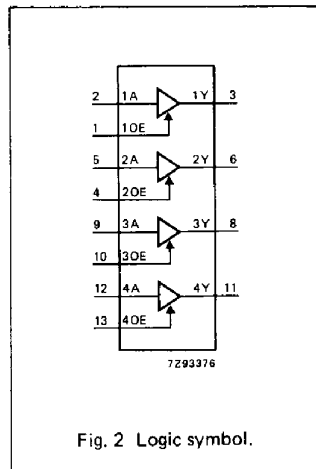 2 1A 1Y 3
1 1OE
5 2A 2Y 6
4 2OE
9 3A 3Y 8
10 3OE
12 4A 4Y 11
13 4OE
7Z93376
Fig. 2 Logic symbol.